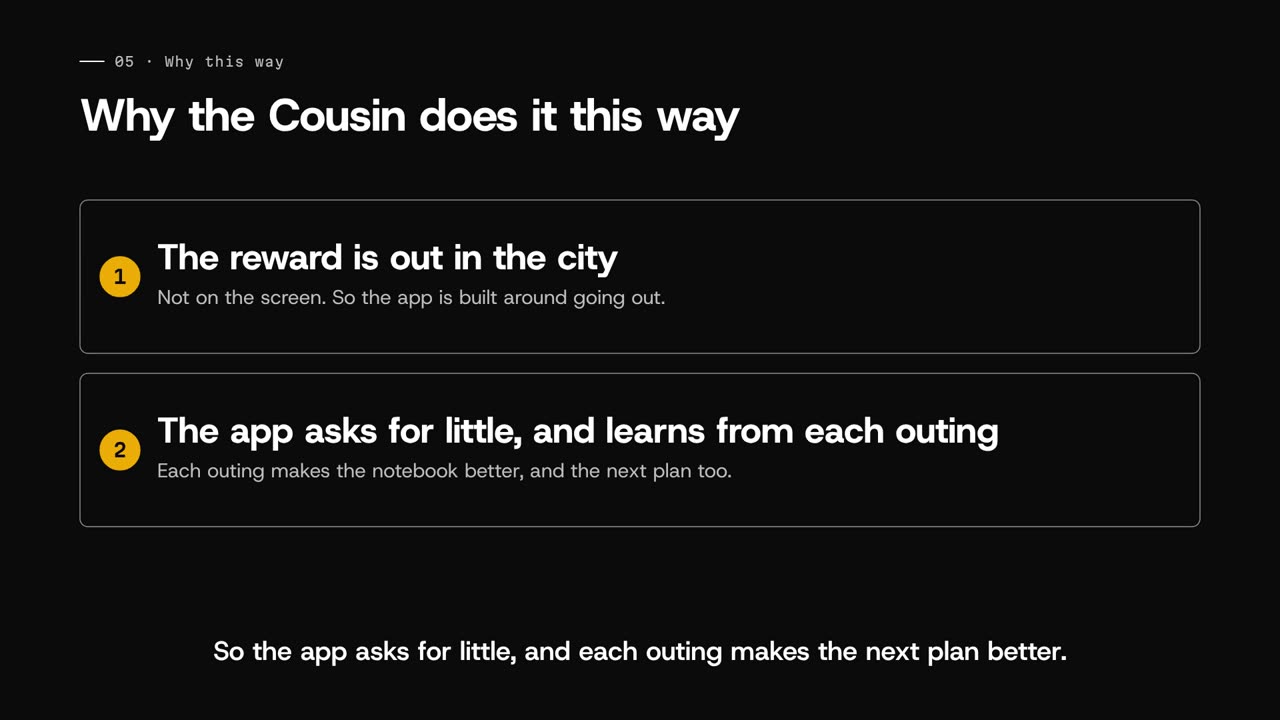 05 · Why this way
Why the Cousin does it this way
1
The reward is out in the city
Not on the screen. So the app is built around going out.
2
The app asks for little, and learns from each outing
Each outing makes the notebook better, and the next plan too.
So the app asks for little, and each outing makes the next plan better.